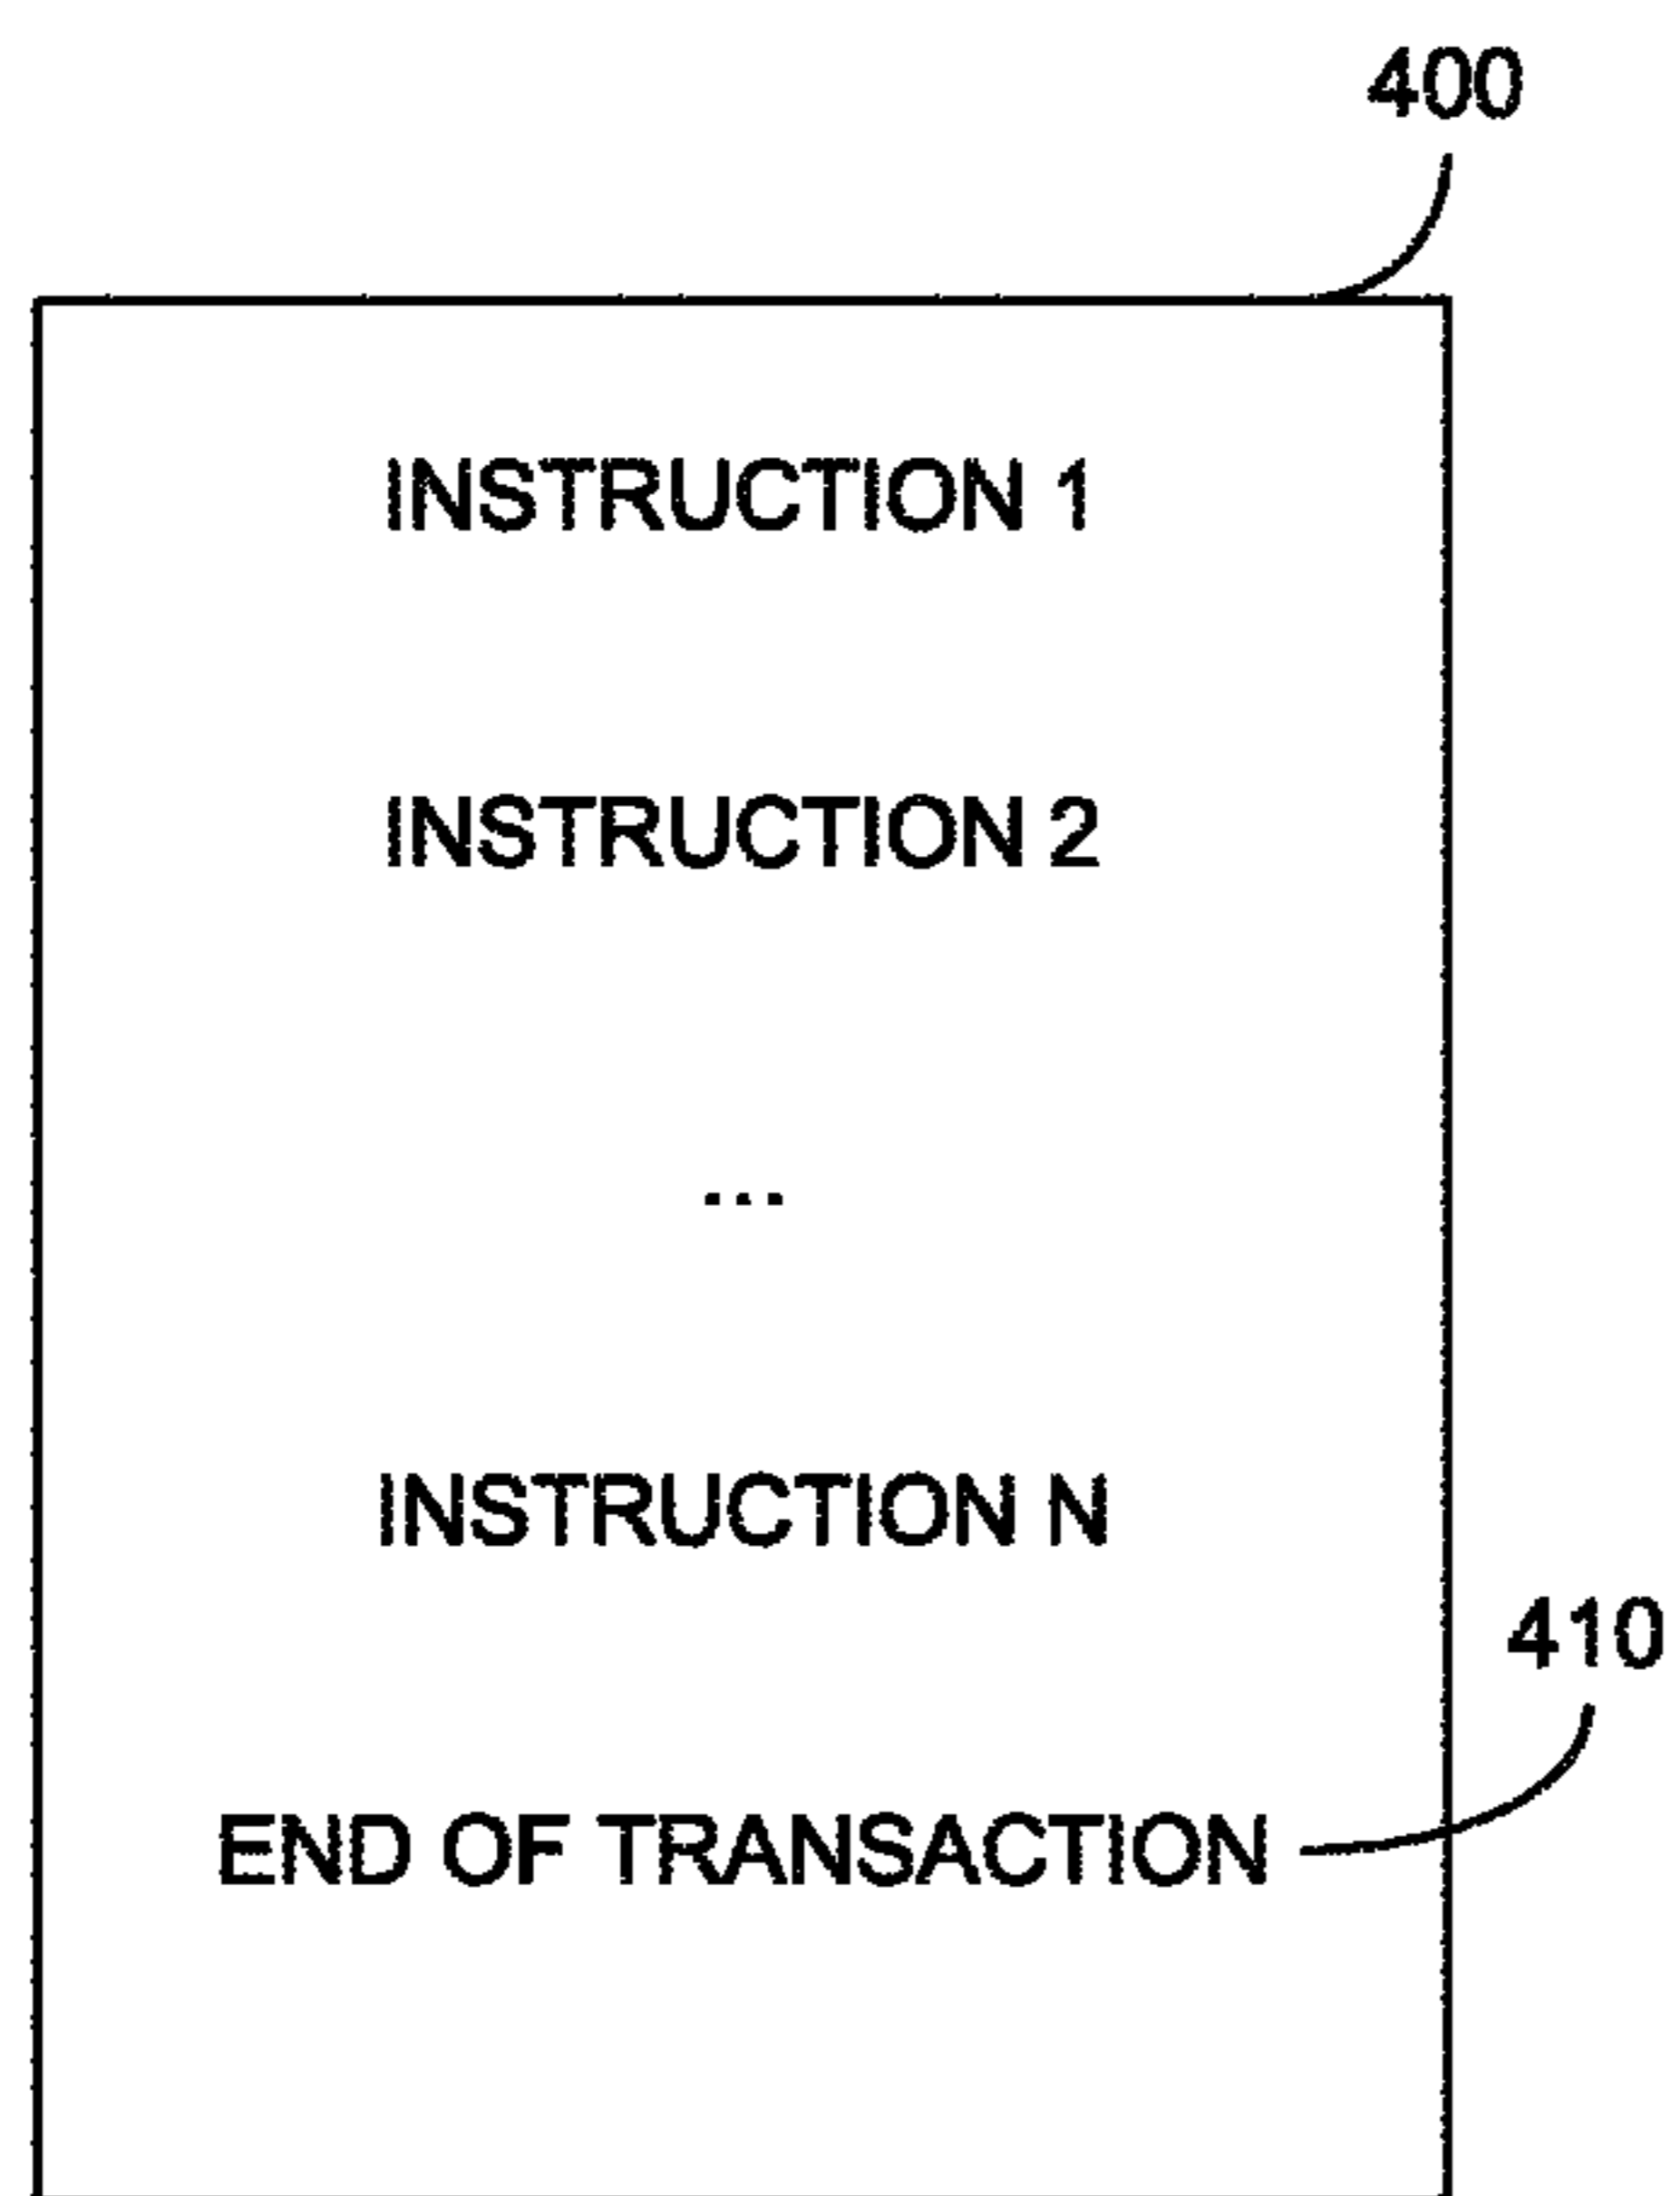 400
INSTRUCTION 1
INSTRUCTION 2
...
INSTRUCTION N
410
END OF TRANSACTION